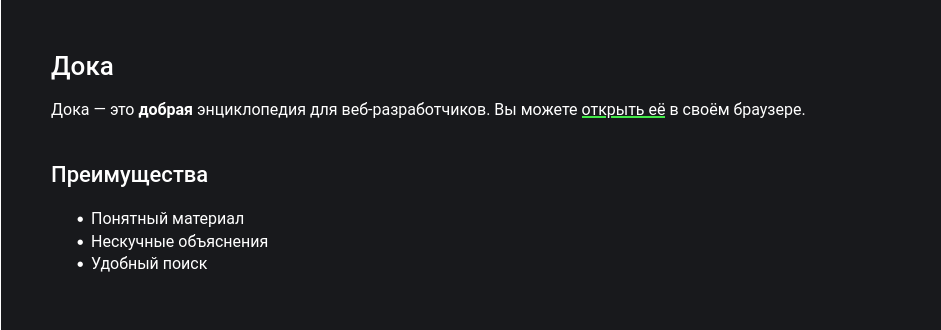 Дока
Дока — это добрая энциклопедия для веб-разработчиков. Вы можете открыть её в своём браузере.
Преимущества
• Понятный материал
• Нескучные объяснения
• Удобный поиск